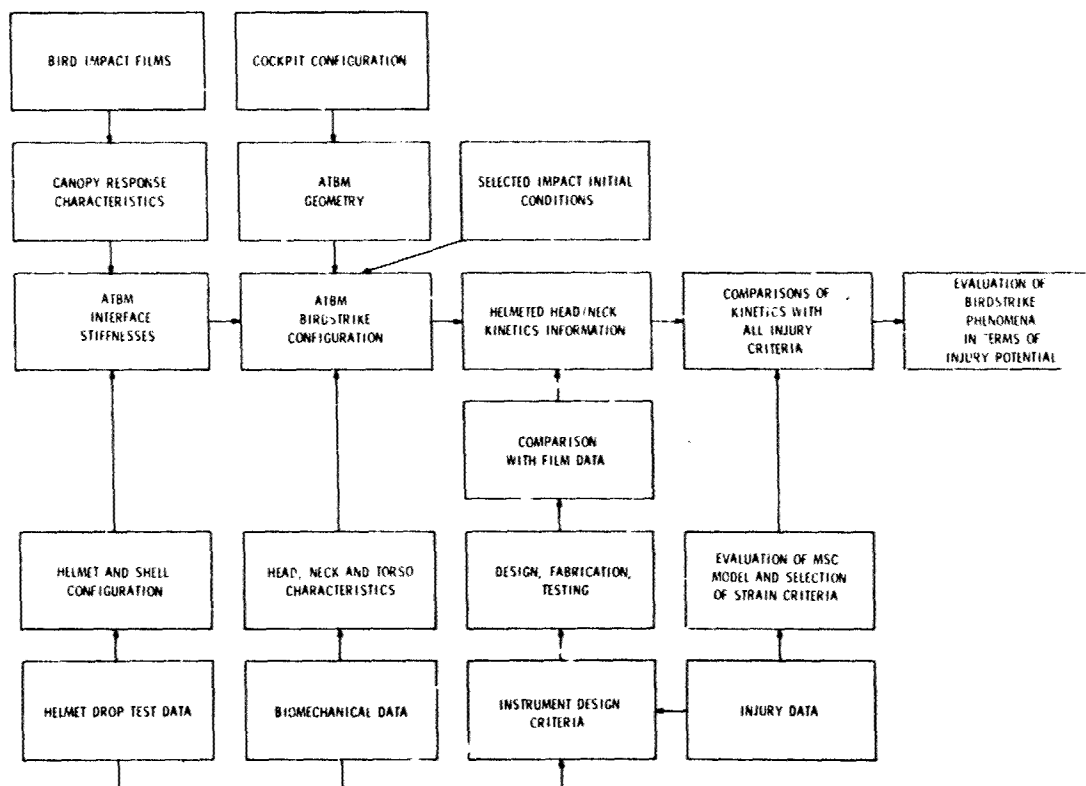 BIRD IMPACT FILMS
COCKPIT CONFIGURATION
CANOPY RESPONSE
CHARACTERISTICS
ATBM
GEOMETRY
SELECTED IMPACT INITIAL
CONDITIONS
ATBM
INTERFACE
STIFFNESSES
ATBM
BIRDSTRIKE
CONFIGURATION
HELMETED HEAD/NECK
KINETICS INFORMATION
COMPARISONS OF
KINETICS WITH
ALL INJURY
CRITERIA
EVALUATION OF
BIRDSTRIKE
PHENOMENA
IN TERMS OF
INJURY POTENTIAL
COMPARISON
WITH FILM DATA
HELMET AND SHELL
CONFIGURATION
HEAD, NECK AND TORSO
CHARACTERISTICS
DESIGN, FABRICATION,
TESTING
EVALUATION OF MSC
MODEL AND SELECTION
OF STRAIN CRITERIA
HELMET DROP TEST DATA
BIOMECHANICAL DATA
INSTRUMENT DESIGN
CRITERIA
INJURY DATA